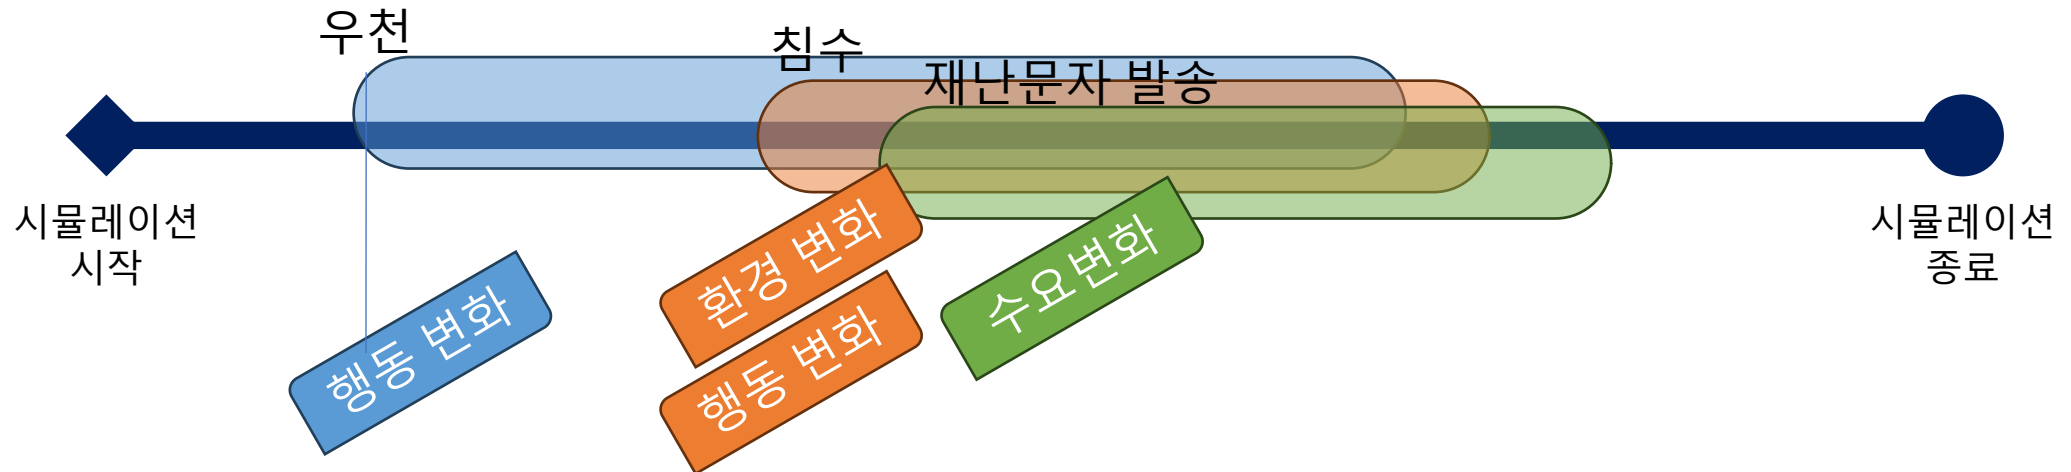 우천
침수
재난문자 발송
시뮬레이션
시작
시뮬레이션
종료
행동 변화
환경 변화
행동 변화
수요변화